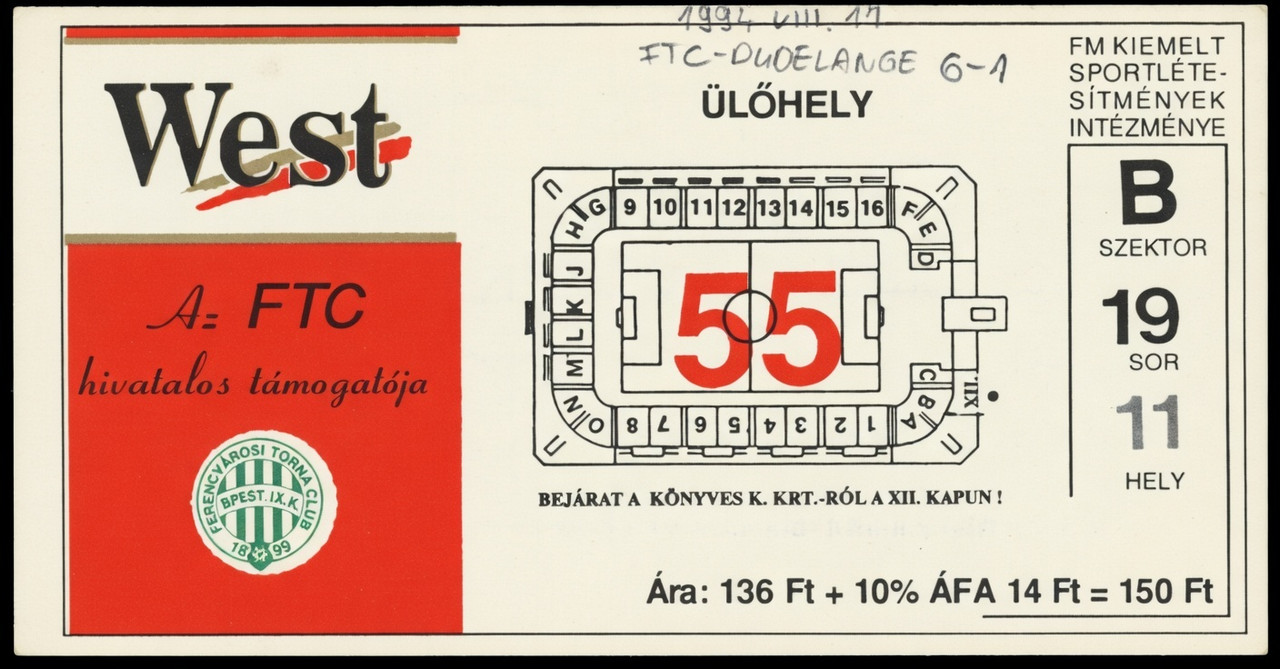 1994 VIII. 17
FTC-DUDELANGE 6-1
West
Az FTC
hivatalos támogatója
FERENCVÁROSI TORNA CLUB
BPEST. IX. K.
18 99
ÜLŐHELY
G 9 10 11 12 13 14 15 16 F
H E
J D
K
L
M C
N B
O 8 7 6 5 4 3 2 1 A
XII.
55
BEJÁRAT A KÖNYVES K. KRT.-RÓL A XII. KAPUN !
FM KIEMELT
SPORTLÉTE-
SÍTMÉNYEK
INTÉZMÉNYE
B
SZEKTOR
19
SOR
11
HELY
Ára: 136 Ft + 10% ÁFA 14 Ft = 150 Ft